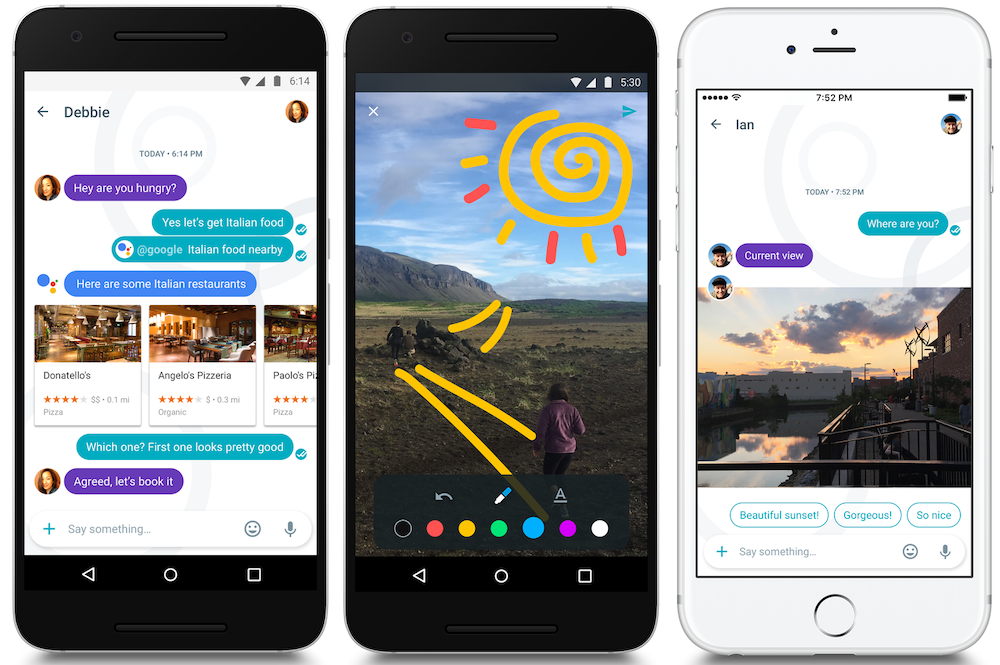 6:14
Debbie
TODAY • 6:14 PM
Hey are you hungry?
Yes let's get Italian food
@google Italian food nearby
Here are some Italian restaurants
Donatello's
$$ • 0.1 mi
Pizza
Angelo's Pizzeria
$ • 0.3 mi
Organic
Paolo's Piz
Pizza
Which one? First one looks pretty good
Agreed, let's book it
Say something...
5:30
A
7:52 PM
Ian
TODAY • 7:52 PM
Where are you?
Current view
Beautiful sunset!
Gorgeous!
So nice
Say something...